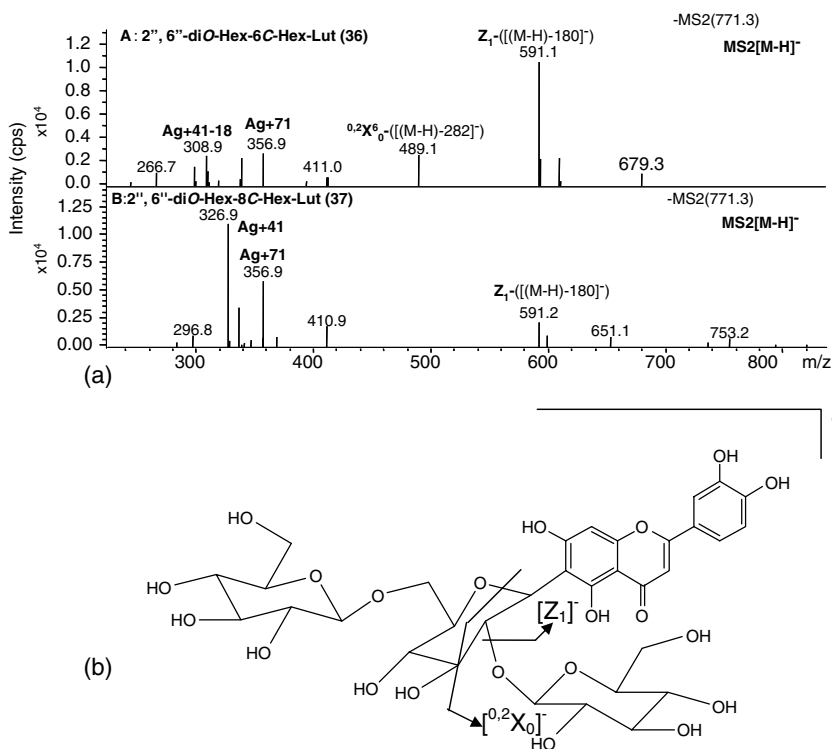 A : 2'', 6''-diO-Hex-6C-Hex-Lut (36)
-MS2(771.3)
MS2[M-H]-
Z1-([(M-H)-180]-)
591.1
Ag+41-18
308.9
Ag+71
356.9
0,2X6 0-([(M-H)-282]-)
489.1
266.7
411.0
679.3
1.2
1.0
0.8
0.6
0.4
0.2
0.0
x10^4
Intensity (cps)
B:2'', 6''-diO-Hex-8C-Hex-Lut (37)
-MS2(771.3)
MS2[M-H]-
326.9
Ag+41
Ag+71
356.9
Z1-([(M-H)-180]-)
591.2
296.8
410.9
651.1
753.2
1.25
1.00
0.75
0.50
0.25
0.00
x10^4
300 400 500 600 700 800 m/z
(a)
OH
OH
HO
O
HO
O
HO
O
O
HO
OH
O
OH
O
[Z1]-
HO
HO
O
O
OH
OH
OH
HO
[0,2X0]-
(b)